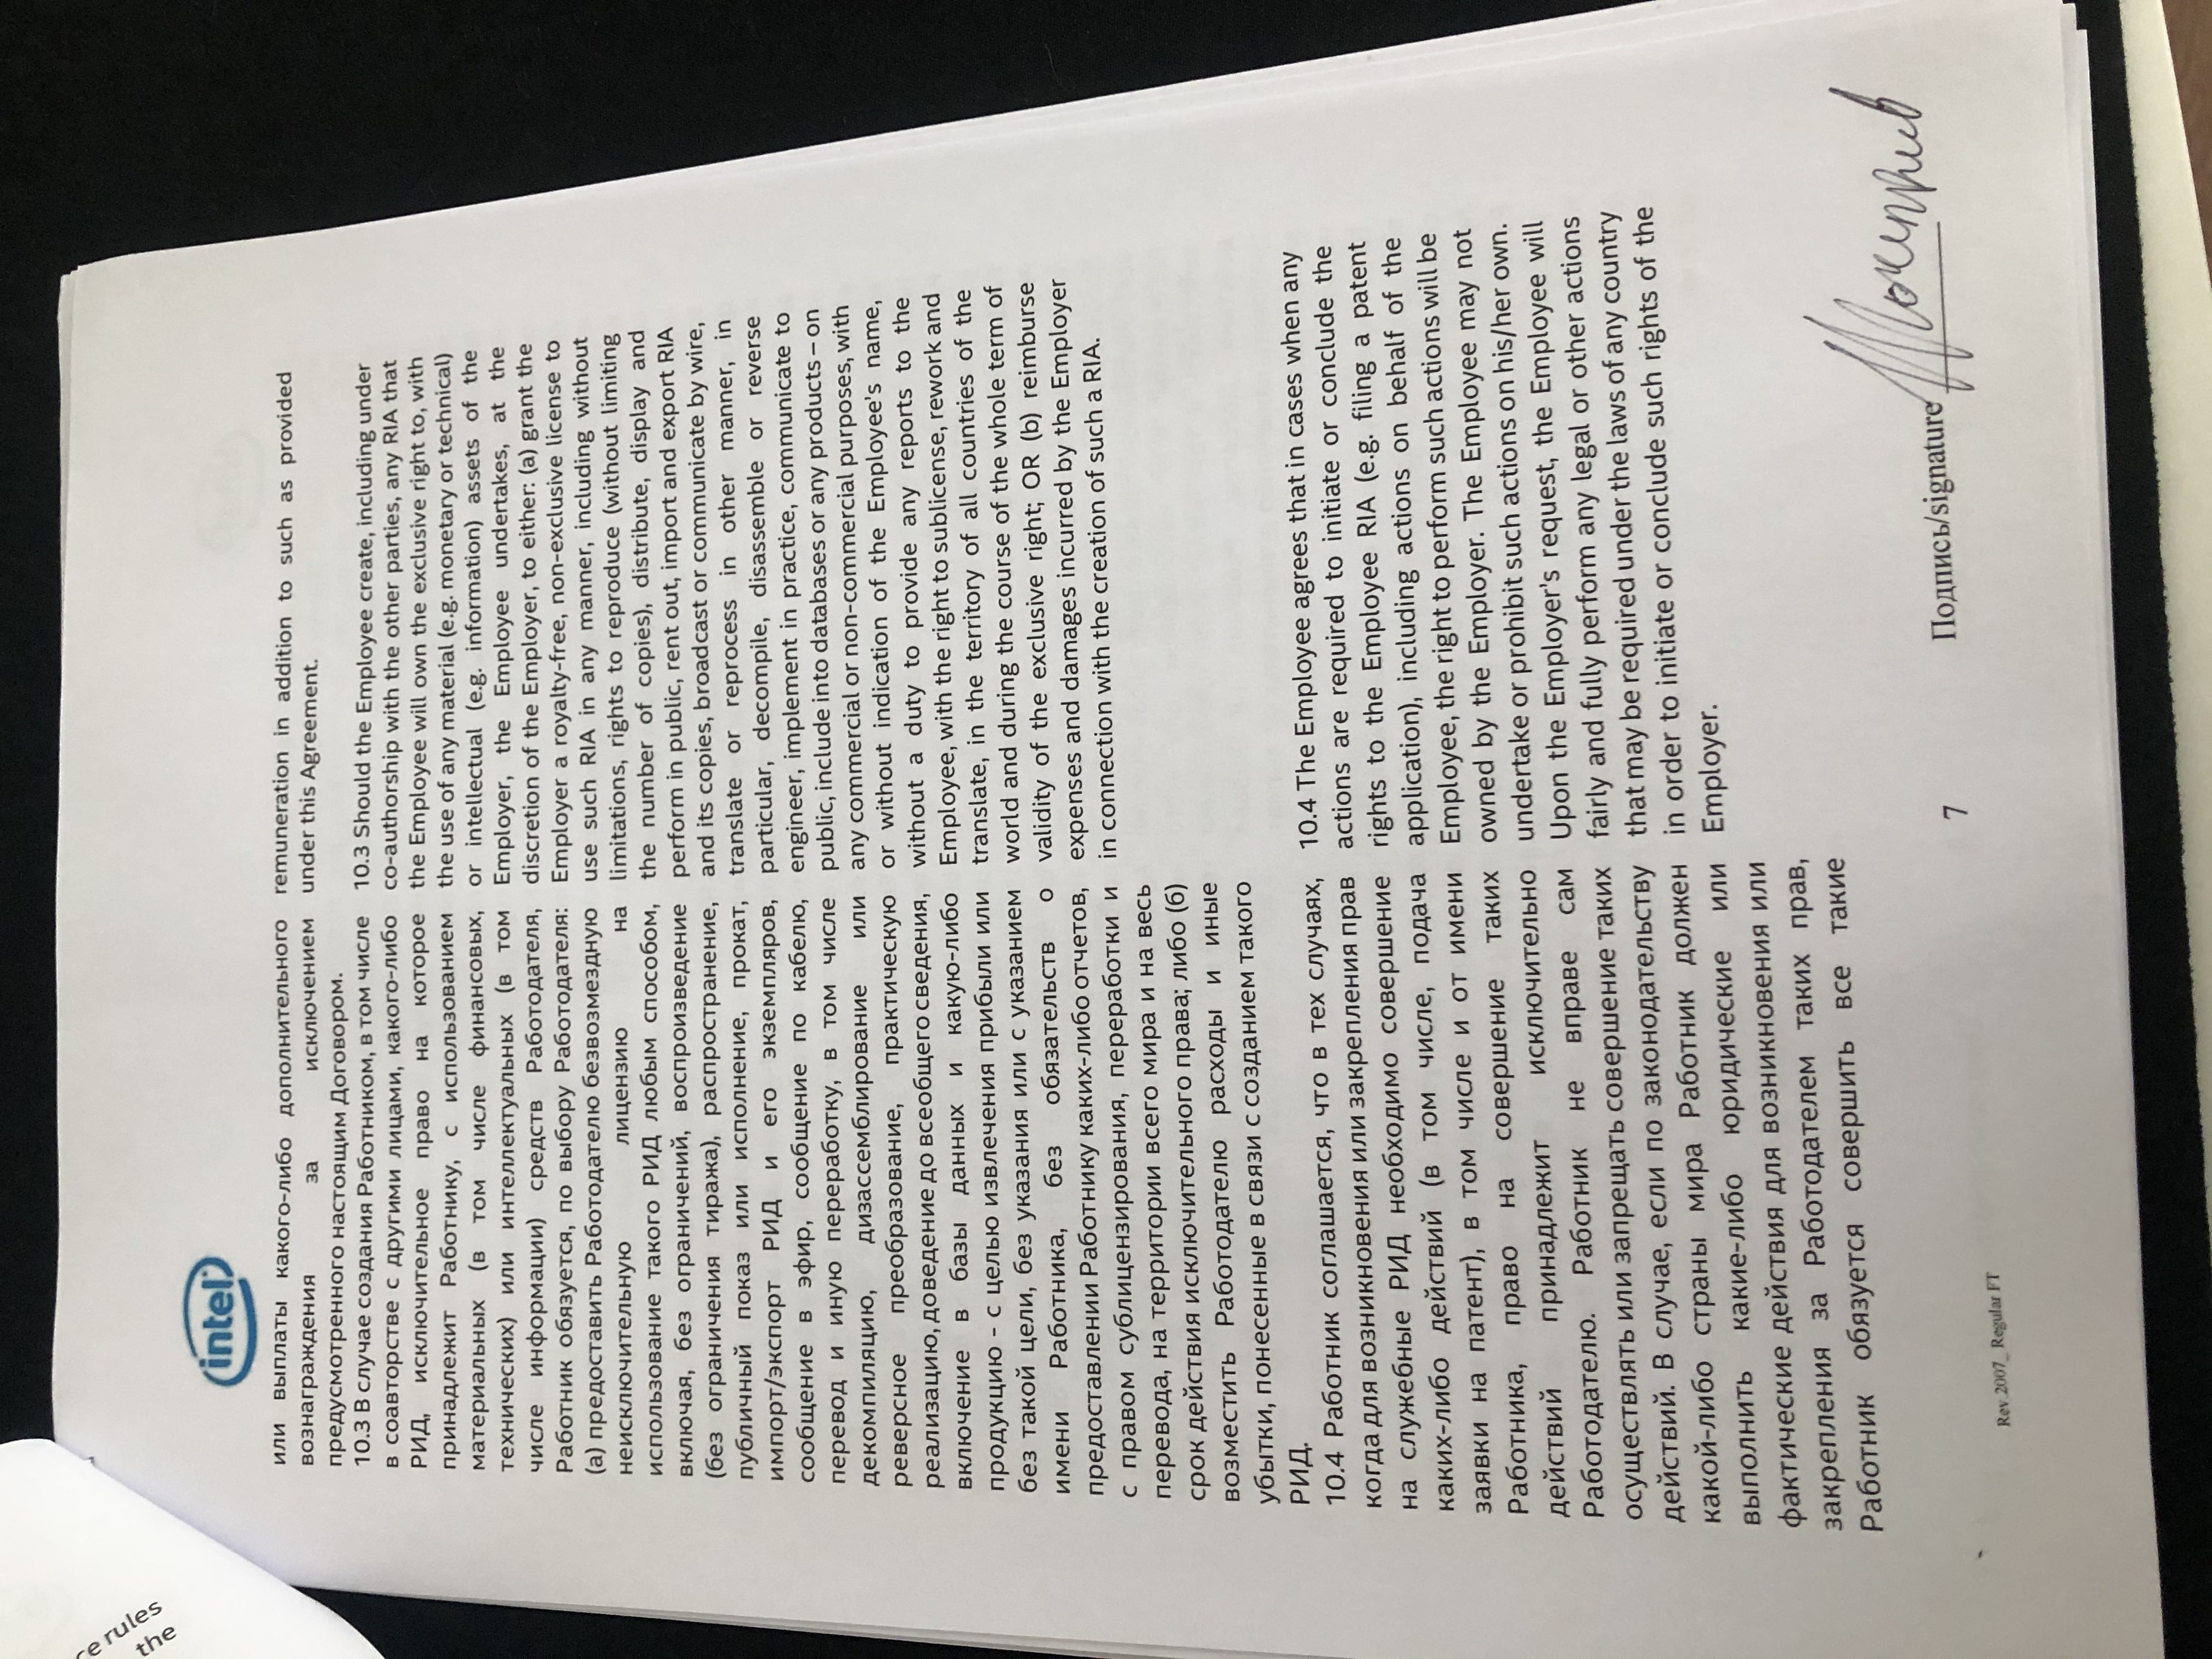 ce rules
the
intel
или выплаты какого-либо дополнительного
вознаграждения за исключением
предусмотренного настоящим Договором.
10.3 В случае создания Работником, в том числе
в соавторстве с другими лицами, какого-либо
РИД, исключительное право на которое
принадлежит Работнику, с использованием
материальных (в том числе финансовых,
технических) или интеллектуальных (в том
числе информации) средств Работодателя,
Работник обязуется, по выбору Работодателя:
(а) предоставить Работодателю безвозмездную
неисключительную лицензию на
использование такого РИД любым способом,
включая, без ограничений, воспроизведение
(без ограничения тиража), распространение,
публичный показ или исполнение, прокат,
импорт/экспорт РИД и его экземпляров,
сообщение в эфир, сообщение по кабелю,
перевод и иную переработку, в том числе
декомпиляцию, дизассемблирование или
реверсное преобразование, практическую
реализацию, доведение до всеобщего сведения,
включение в базы данных и какую-либо
продукцию - с целью извлечения прибыли или
без такой цели, без указания или с указанием
имени Работника, без обязательств о
предоставлении Работнику каких-либо отчетов,
с правом сублицензирования, переработки и
перевода, на территории всего мира и на весь
срок действия исключительного права; либо (б)
возместить Работодателю расходы и иные
убытки, понесенные в связи с созданием такого
РИД.
10.4 Работник соглашается, что в тех случаях,
когда для возникновения или закрепления прав
на служебные РИД необходимо совершение
каких-либо действий (в том числе, подача
заявки на патент), в том числе и от имени
Работника, право на совершение таких
действий принадлежит исключительно
Работодателю. Работник не вправе сам
осуществлять или запрещать совершение таких
действий. В случае, если по законодательству
какой-либо страны мира Работник должен
выполнить какие-либо юридические или
фактические действия для возникновения или
закрепления за Работодателем таких прав,
Работник обязуется совершить все такие
remuneration in addition to such as provided
under this Agreement.
10.3 Should the Employee create, including under
co-authorship with the other parties, any RIA that
the Employee will own the exclusive right to, with
the use of any material (e.g. monetary or technical)
or intellectual (e.g. information) assets of the
Employer, the Employee undertakes, at the
discretion of the Employer, to either: (a) grant the
Employer a royalty-free, non-exclusive license to
use such RIA in any manner, including without
limitations, rights to reproduce (without limiting
the number of copies), distribute, display and
perform in public, rent out, import and export RIA
and its copies, broadcast or communicate by wire,
translate or reprocess in other manner, in
particular, decompile, disassemble or reverse
engineer, implement in practice, communicate to
public, include into databases or any products – on
any commercial or non-commercial purposes, with
or without indication of the Employee's name,
without a duty to provide any reports to the
Employee, with the right to sublicense, rework and
translate, in the territory of all countries of the
world and during the course of the whole term of
validity of the exclusive right; OR (b) reimburse
expenses and damages incurred by the Employer
in connection with the creation of such a RIA.
10.4 The Employee agrees that in cases when any
actions are required to initiate or conclude the
rights to the Employee RIA (e.g. filing a patent
application), including actions on behalf of the
Employee, the right to perform such actions will be
owned by the Employer. The Employee may not
undertake or prohibit such actions on his/her own.
Upon the Employer's request, the Employee will
fairly and fully perform any legal or other actions
that may be required under the laws of any country
in order to initiate or conclude such rights of the
Employer.
Подпись/signature
7
Rev.2007_ Regular FT